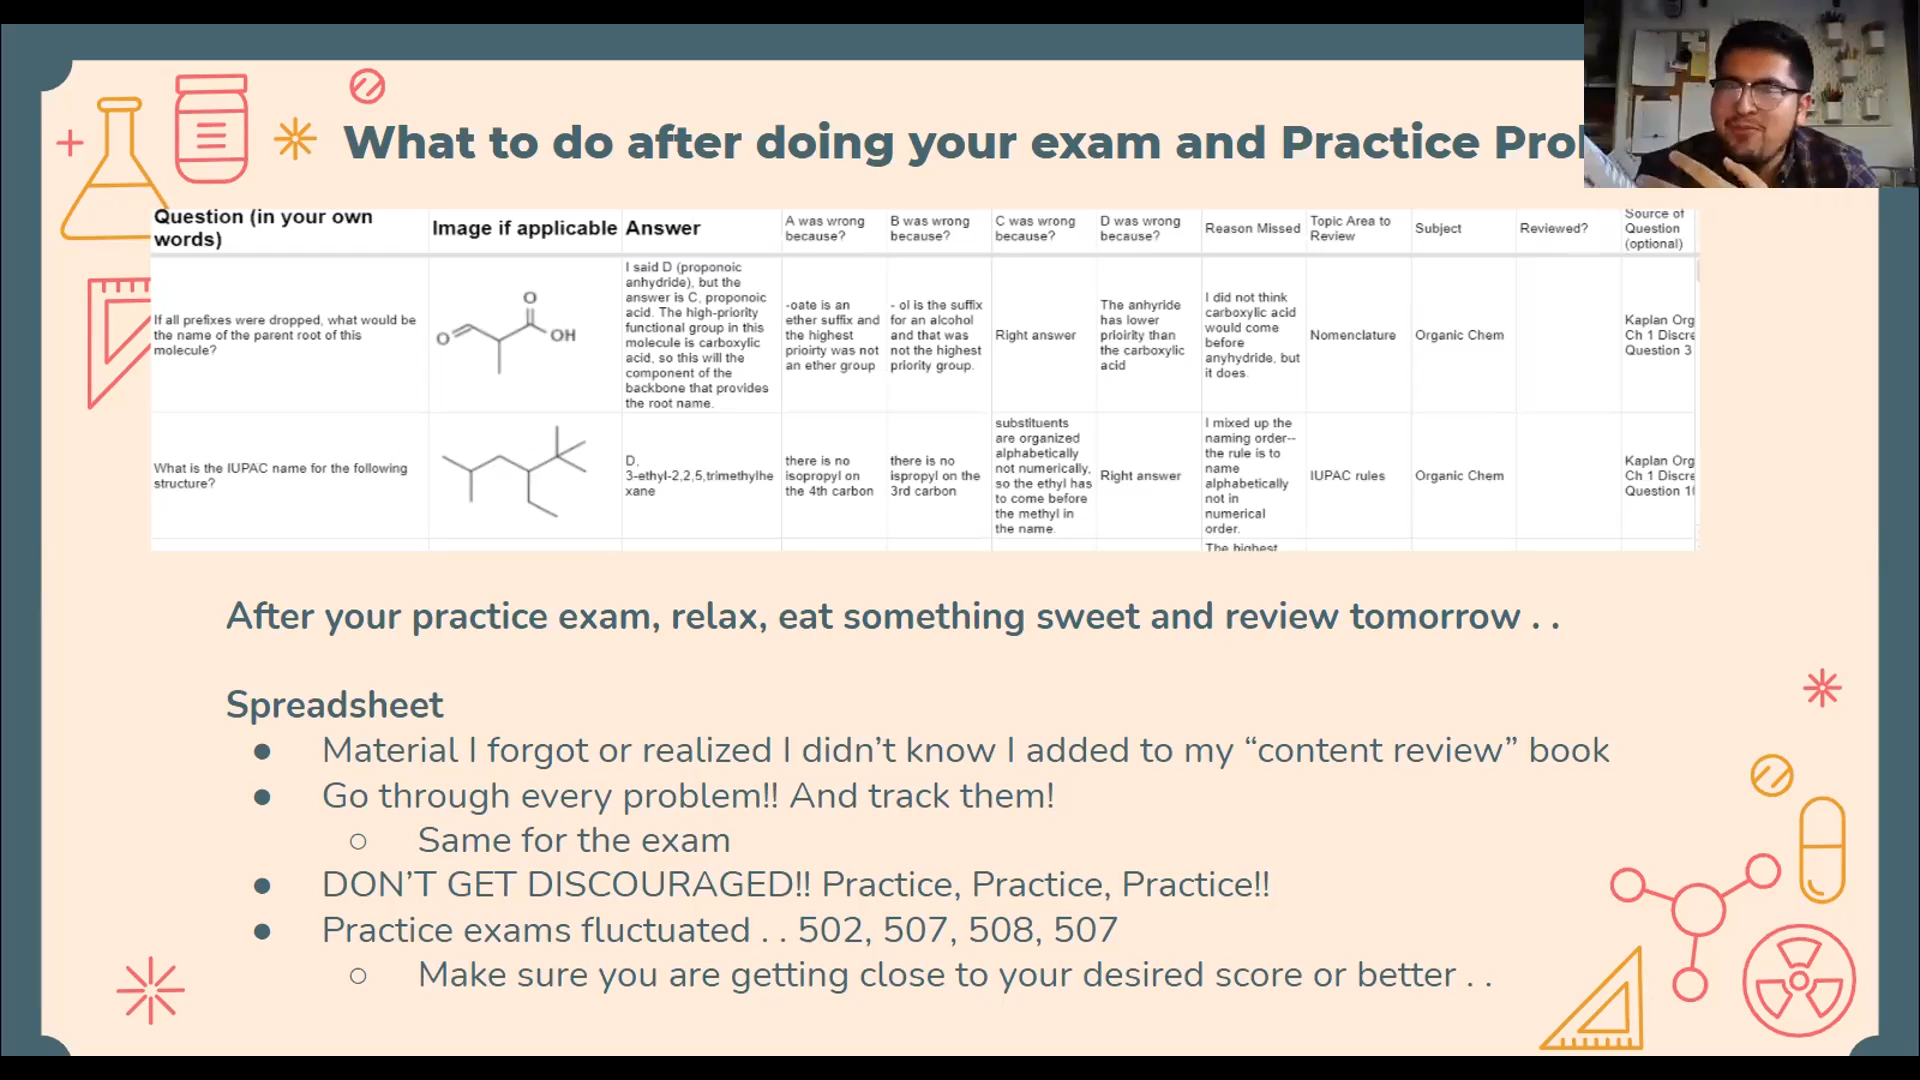 What to do after doing your exam and Practice
Question (in your own
words)
Image if applicable
Answer
A was wrong
because?
B was wrong
because?
C was wrong
because?
D was wrong
because?
Reason Missed
Topic Area to
Review
Subject
Reviewed?
Source of
Question
(optional)
If all prefixes were dropped, what would be
the name of the parent root of this
molecule?
O
O
OH
I said D (proponoic
anhydride), but the
answer is C, proponoic
acid. The high-priority
functional group in this
molecule is carboxylic
acid, so this will the
component of the
backbone that provides
the root name.
-oate is an
ether suffix and
the highest
prioirty was not
an ether group
- ol is the suffix
for an alcohol
and that was
not the highest
priority group.
Right answer
The anhyride
has lower
prioirity than
the carboxylic
acid
I did not think
carboxylic acid
would come
before
anyhydride, but
it does.
Nomenclature
Organic Chem
Kaplan Org
Ch 1 Discre
Question 3
What is the IUPAC name for the following
structure?
D,
3-ethyl-2,2,5,trimethylhe
xane
there is no
isopropyl on
the 4th carbon
there is no
ispropyl on the
3rd carbon
substituents
are organized
alphabetically
not numerically,
so the ethyl has
to come before
the methyl in
the name
Right answer
I mixed up the
naming order--
the rule is to
name
alphabetically
not in
numerical
order.
IUPAC rules
Organic Chem
Kaplan Org
Ch 1 Discre
Question
The highest
After your practice exam, relax, eat something sweet and review tomorrow . .
Spreadsheet
● Material I forgot or realized I didn’t know I added to my “content review” book
● Go through every problem!! And track them!
○ Same for the exam
● DON’T GET DISCOURAGED!! Practice, Practice, Practice!!
● Practice exams fluctuated . . 502, 507, 508, 507
○ Make sure you are getting close to your desired score or better . .